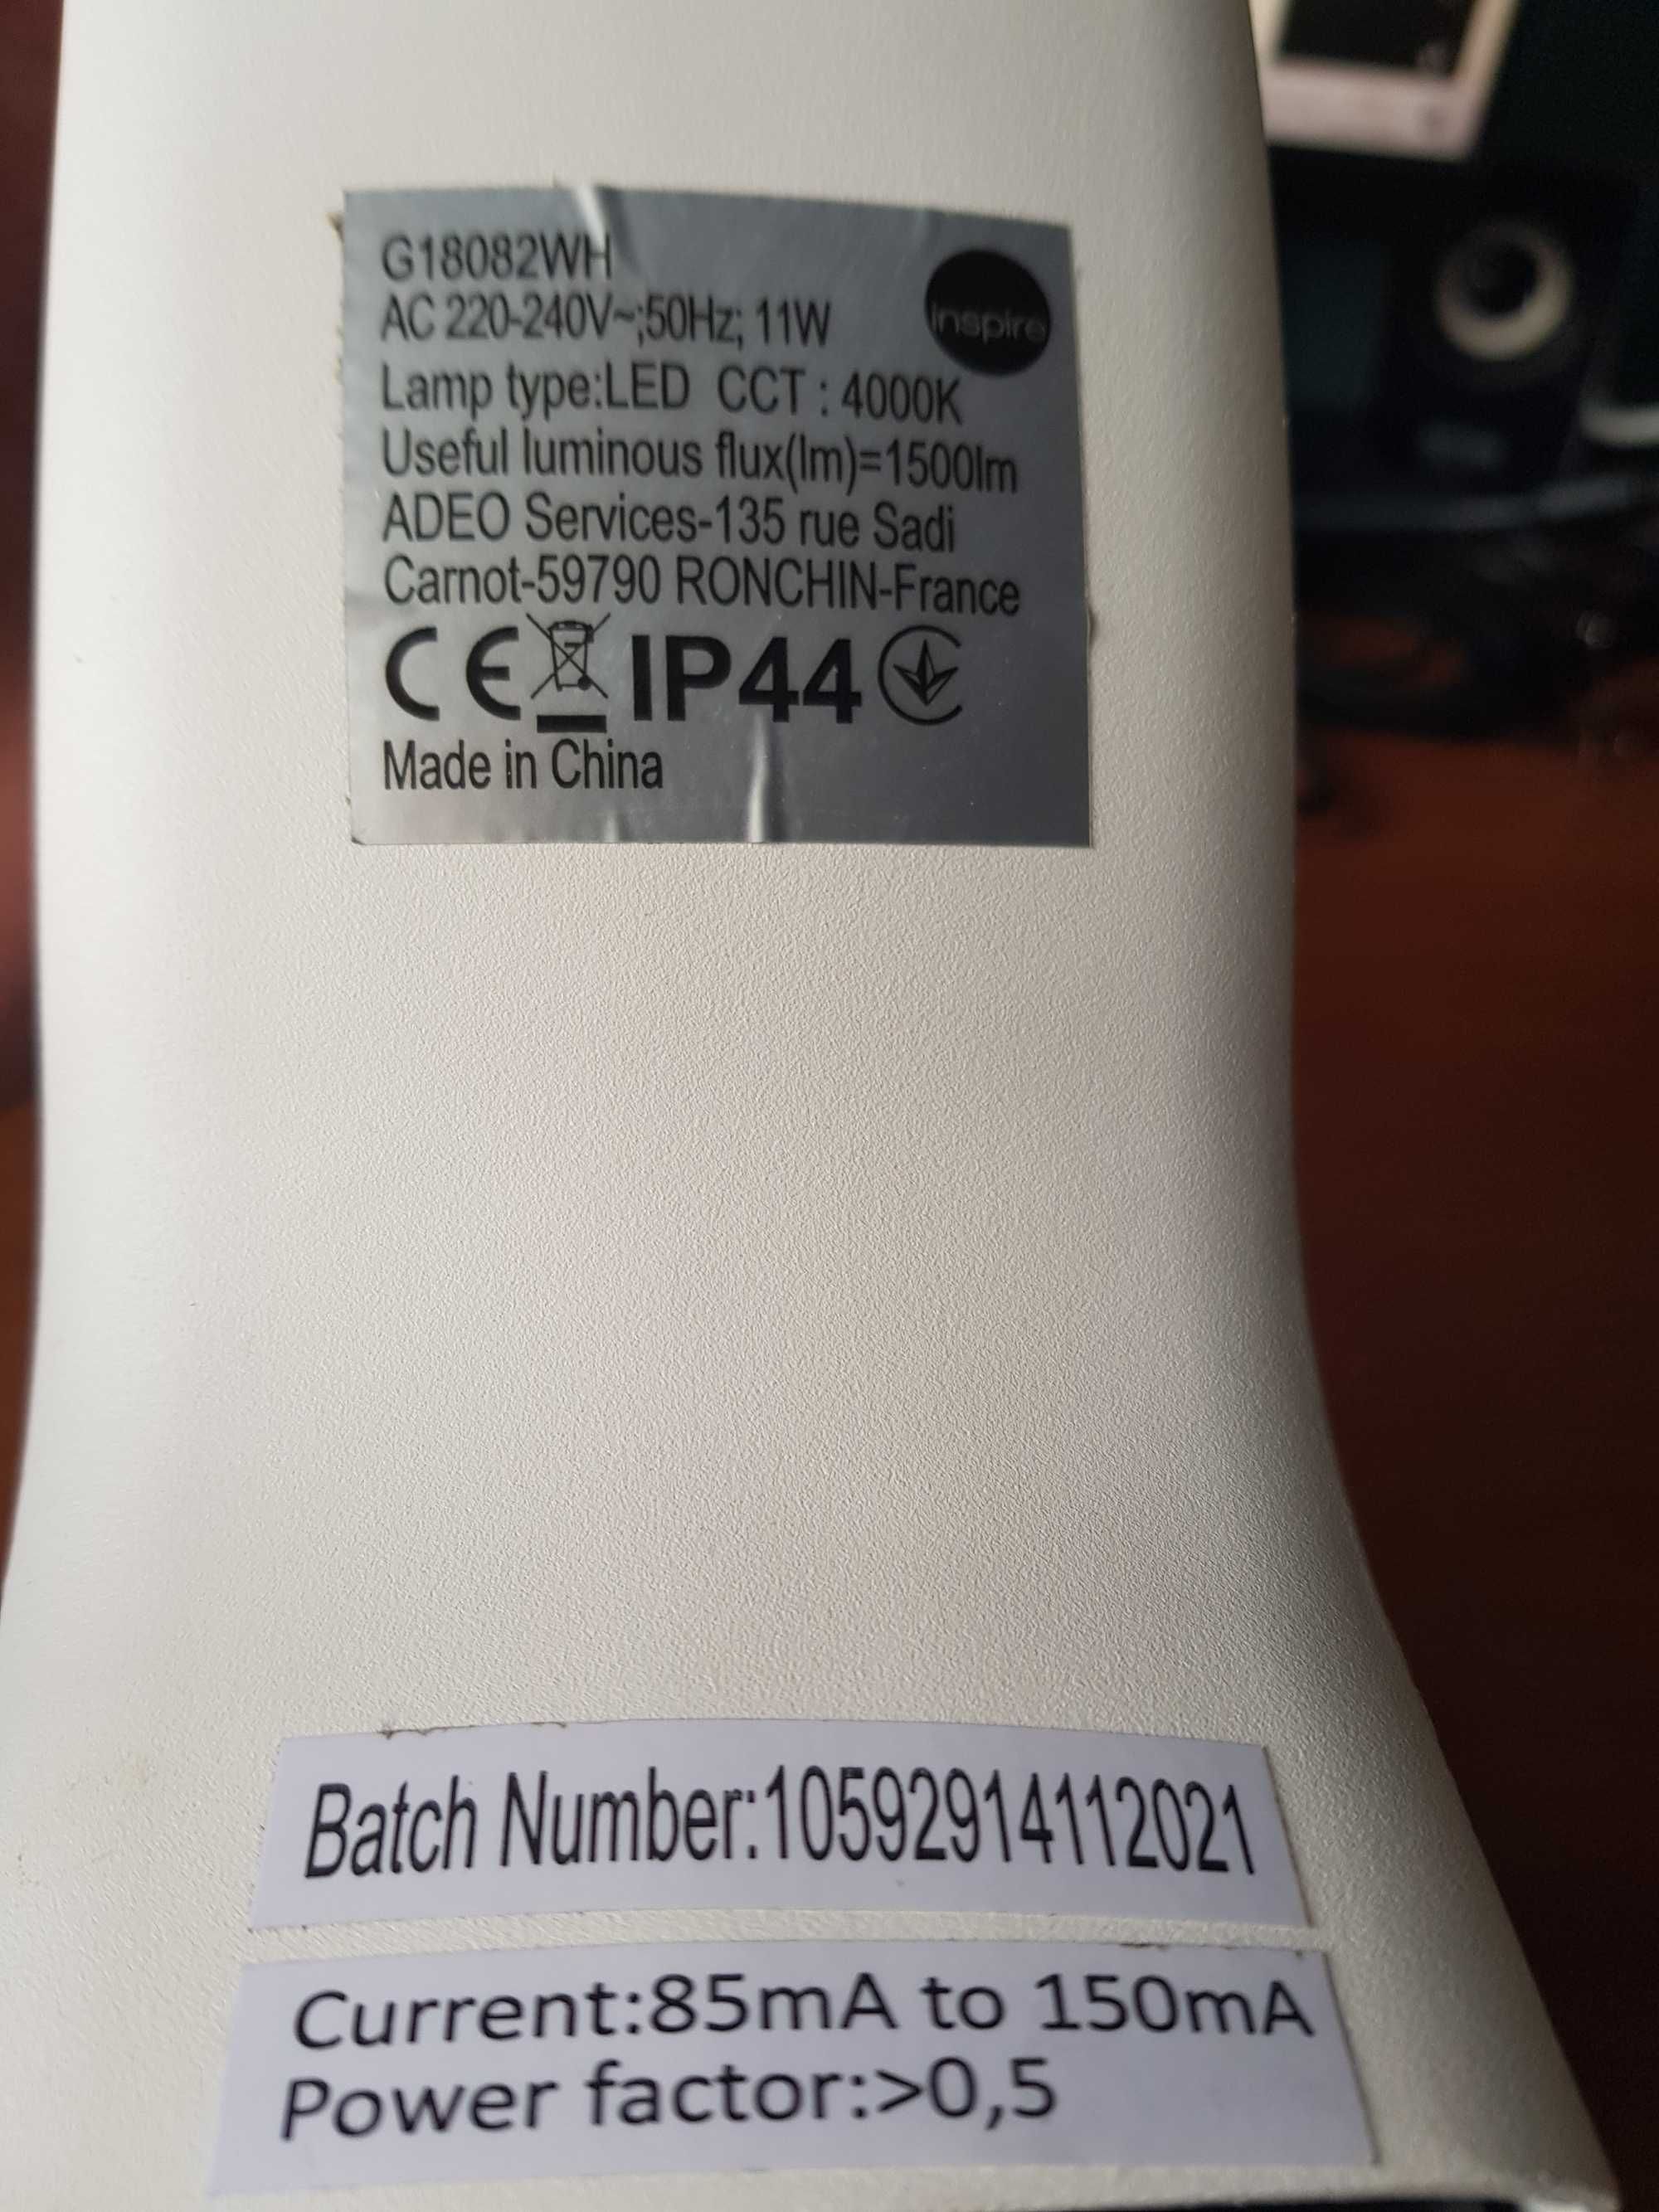 G18082WH
inspire
AC 220-240V~;50Hz; 11W
Lamp type:LED CCT : 4000K
Useful luminous flux(lm)=1500lm
ADEO Services-135 rue Sadi
Carnot-59790 RONCHIN-France
CE IP44
Made in China
Batch Number:10592914112021
Current:85mA to 150mA
Power factor:>0,5